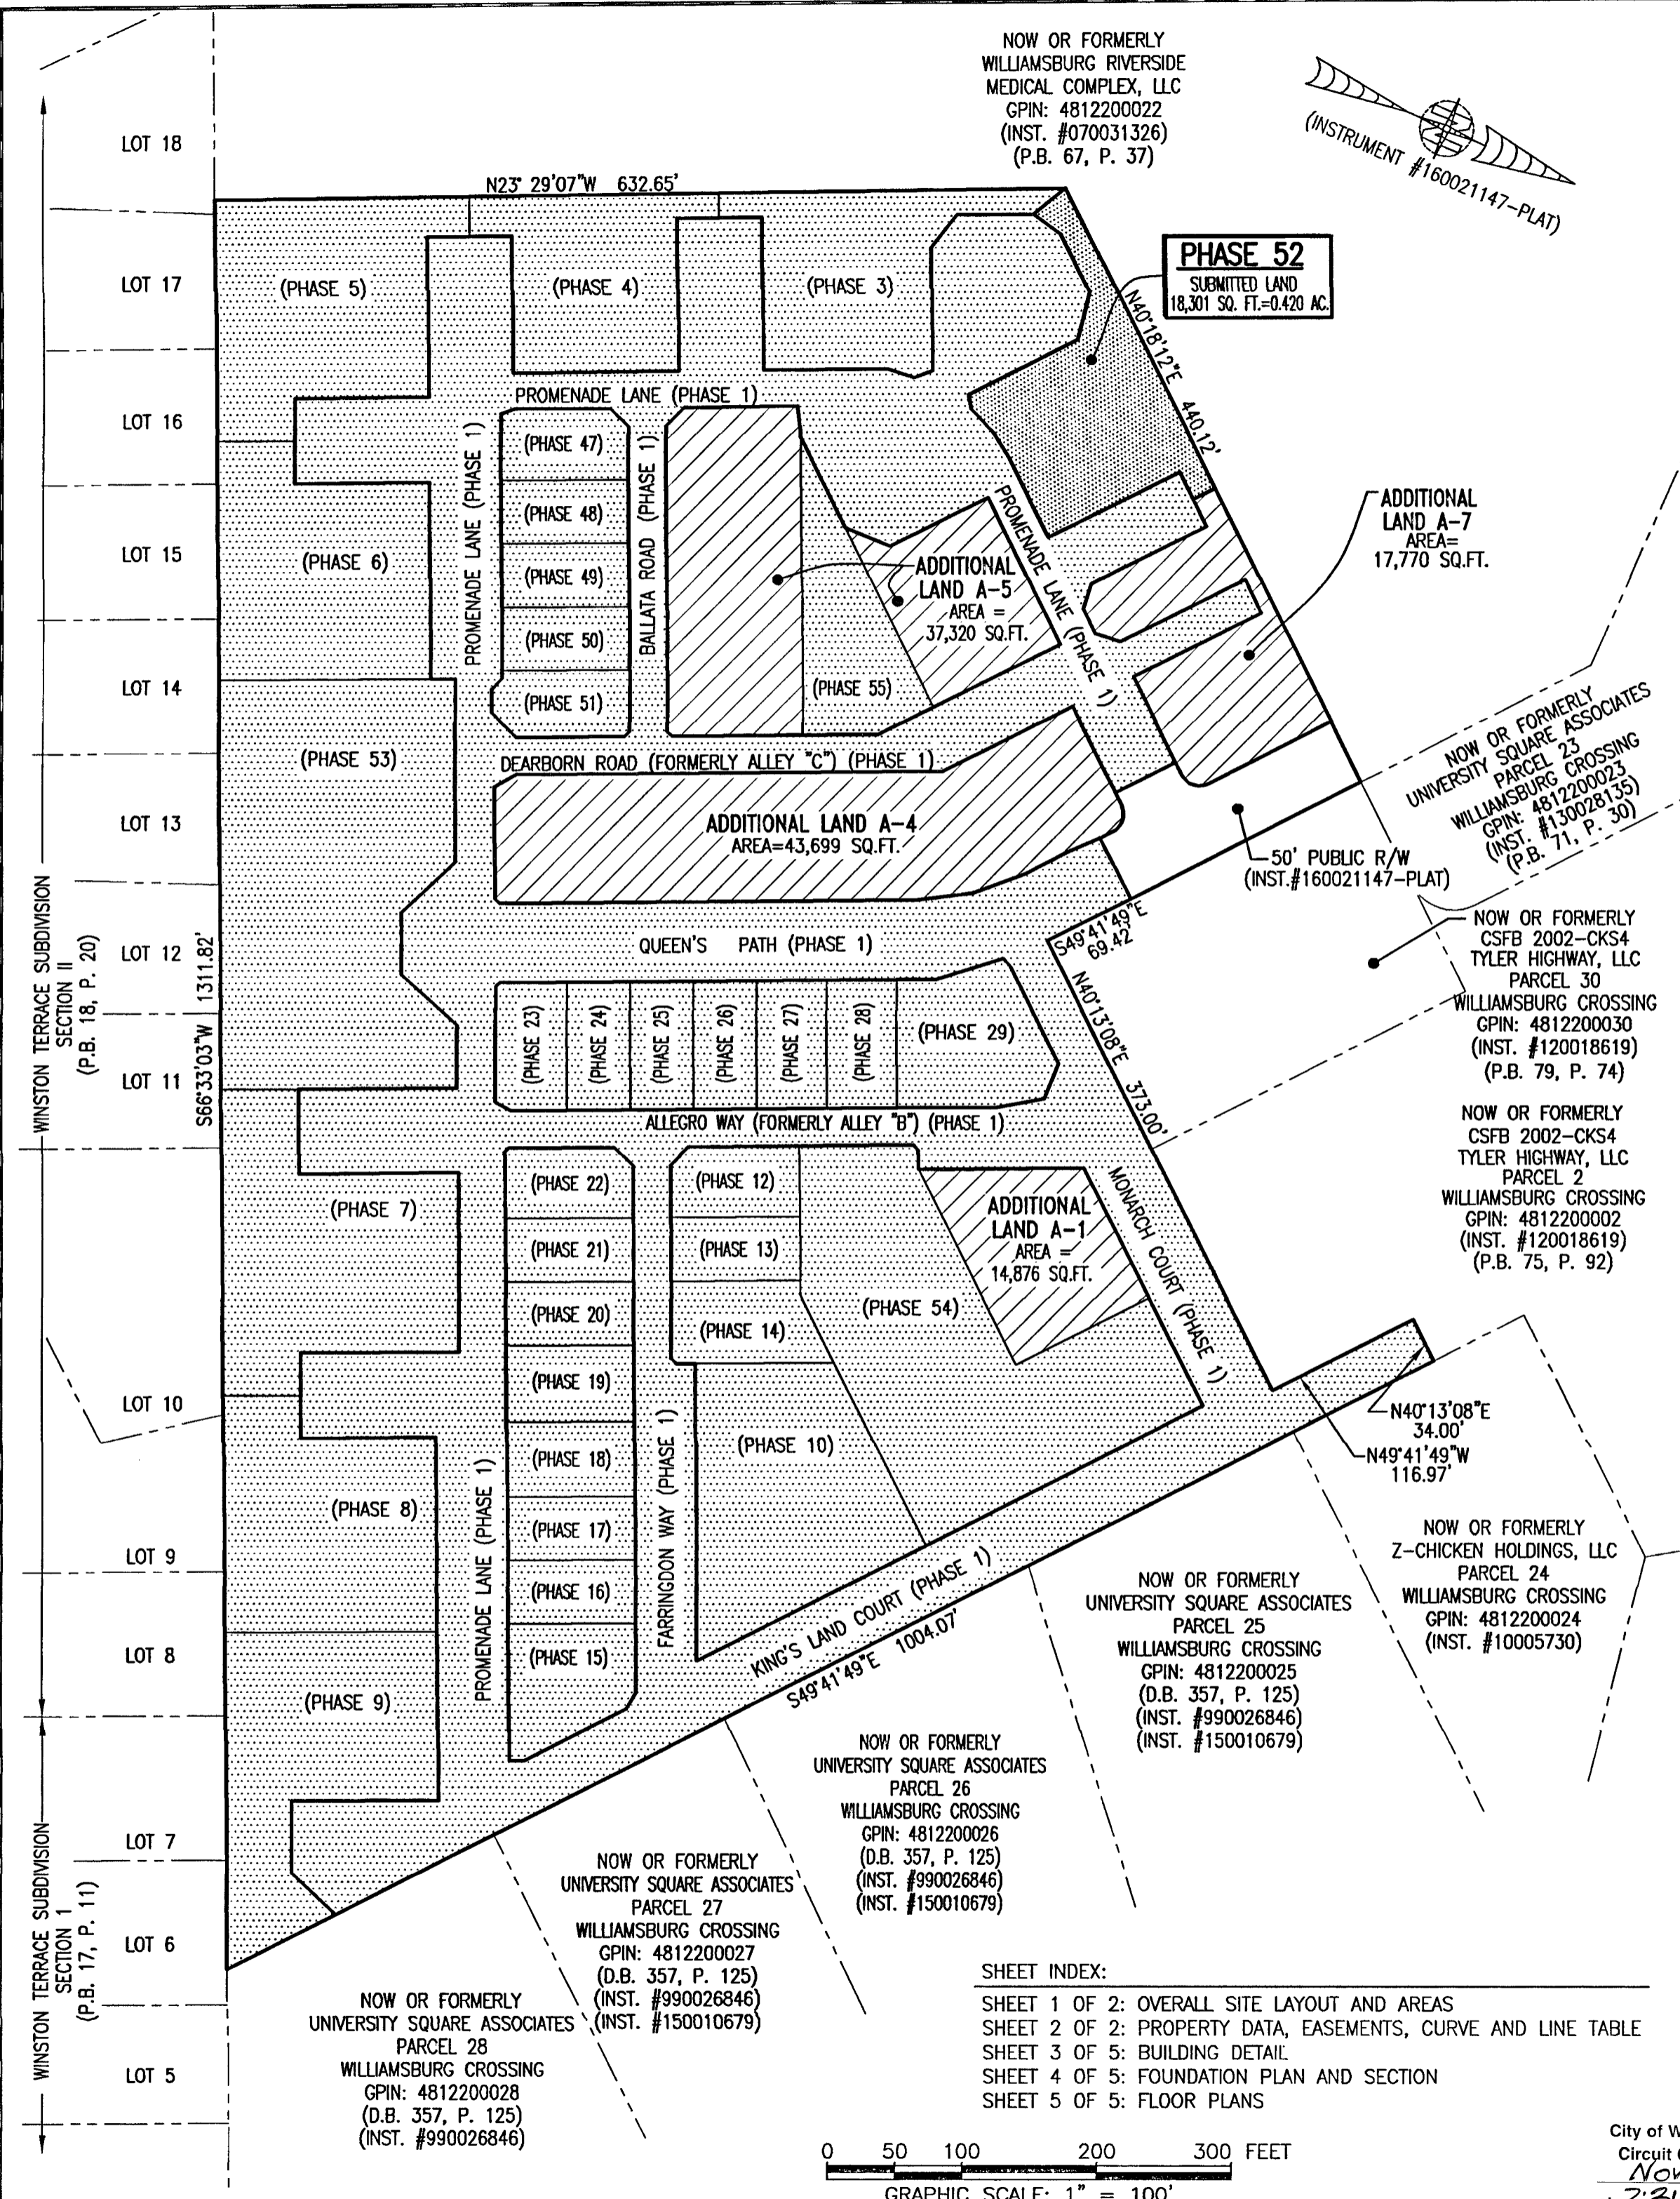 NOW OR FORMERLY
WILLIAMSBURG RIVERSIDE
MEDICAL COMPLEX, LLC
GPIN: 4812200022
(INST. #070031326)
(P.B. 67, P. 37)
(INSTRUMENT #160021147-PLAT)
LOT 18
LOT 17
LOT 16
LOT 15
LOT 14
LOT 13
LOT 12
LOT 11
LOT 10
LOT 9
LOT 8
LOT 7
LOT 6
LOT 5
WINSTON TERRACE SUBDIVISION
SECTION II
(P.B. 18, P. 20)
WINSTON TERRACE SUBDIVISION
SECTION 1
(P.B. 17, P. 11)
S66°33'03"W 1311.82'
N23° 29'07"W 632.65'
PHASE 52
SUBMITTED LAND
18,301 SQ. FT.=0.420 AC.
N40°18'12"E 440.12'
(PHASE 5)
(PHASE 4)
(PHASE 3)
PROMENADE LANE (PHASE 1)
PROMENADE LANE (PHASE 1)
(PHASE 47)
(PHASE 48)
(PHASE 49)
(PHASE 50)
(PHASE 51)
BALLATA ROAD (PHASE 1)
(PHASE 6)
ADDITIONAL
LAND A-5
AREA =
37,320 SQ.FT.
PROMENADE LANE (PHASE 1)
ADDITIONAL
LAND A-7
AREA=
17,770 SQ.FT.
(PHASE 55)
(PHASE 53)
DEARBORN ROAD (FORMERLY ALLEY "C") (PHASE 1)
ADDITIONAL LAND A-4
AREA=43,699 SQ.FT.
50' PUBLIC R/W
(INST.#160021147-PLAT)
NOW OR FORMERLY
UNIVERSITY SQUARE ASSOCIATES
PARCEL 23
WILLIAMSBURG CROSSING
GPIN: 4812200023
(INST. #130028135)
(P.B. 71, P. 30)
QUEEN'S PATH (PHASE 1)
S49°41'49"E
69.42'
N40°13'08"E 373.00'
NOW OR FORMERLY
CSFB 2002-CKS4
TYLER HIGHWAY, LLC
PARCEL 30
WILLIAMSBURG CROSSING
GPIN: 4812200030
(INST. #120018619)
(P.B. 79, P. 74)
(PHASE 23)
(PHASE 24)
(PHASE 25)
(PHASE 26)
(PHASE 27)
(PHASE 28)
(PHASE 29)
ALLEGRO WAY (FORMERLY ALLEY "B") (PHASE 1)
NOW OR FORMERLY
CSFB 2002-CKS4
TYLER HIGHWAY, LLC
PARCEL 2
WILLIAMSBURG CROSSING
GPIN: 4812200002
(INST. #120018619)
(P.B. 75, P. 92)
(PHASE 7)
(PHASE 22)
(PHASE 21)
(PHASE 20)
(PHASE 19)
(PHASE 18)
(PHASE 17)
(PHASE 16)
(PHASE 15)
(PHASE 12)
(PHASE 13)
(PHASE 14)
ADDITIONAL
LAND A-1
AREA =
14,876 SQ.FT.
MONARCH COURT (PHASE 1)
(PHASE 54)
(PHASE 10)
(PHASE 8)
(PHASE 9)
PROMENADE LANE (PHASE 1)
FARRINGDON WAY (PHASE 1)
KING'S LAND COURT (PHASE 1)
S49°41'49"E 1004.07'
N40°13'08"E
34.00'
N49°41'49"W
116.97'
NOW OR FORMERLY
Z-CHICKEN HOLDINGS, LLC
PARCEL 24
WILLIAMSBURG CROSSING
GPIN: 4812200024
(INST. #10005730)
NOW OR FORMERLY
UNIVERSITY SQUARE ASSOCIATES
PARCEL 25
WILLIAMSBURG CROSSING
GPIN: 4812200025
(D.B. 357, P. 125)
(INST. #990026846)
(INST. #150010679)
NOW OR FORMERLY
UNIVERSITY SQUARE ASSOCIATES
PARCEL 26
WILLIAMSBURG CROSSING
GPIN: 4812200026
(D.B. 357, P. 125)
(INST. #990026846)
(INST. #150010679)
NOW OR FORMERLY
UNIVERSITY SQUARE ASSOCIATES
PARCEL 27
WILLIAMSBURG CROSSING
GPIN: 4812200027
(D.B. 357, P. 125)
(INST. #990026846)
(INST. #150010679)
NOW OR FORMERLY
UNIVERSITY SQUARE ASSOCIATES
PARCEL 28
WILLIAMSBURG CROSSING
GPIN: 4812200028
(D.B. 357, P. 125)
(INST. #990026846)
SHEET INDEX:
SHEET 1 OF 2: OVERALL SITE LAYOUT AND AREAS
SHEET 2 OF 2: PROPERTY DATA, EASEMENTS, CURVE AND LINE TABLE
SHEET 3 OF 5: BUILDING DETAIL
SHEET 4 OF 5: FOUNDATION PLAN AND SECTION
SHEET 5 OF 5: FLOOR PLANS
0 50 100 200 300 FEET
GRAPHIC SCALE: 1" = 100'
City of W
Circuit
Nov